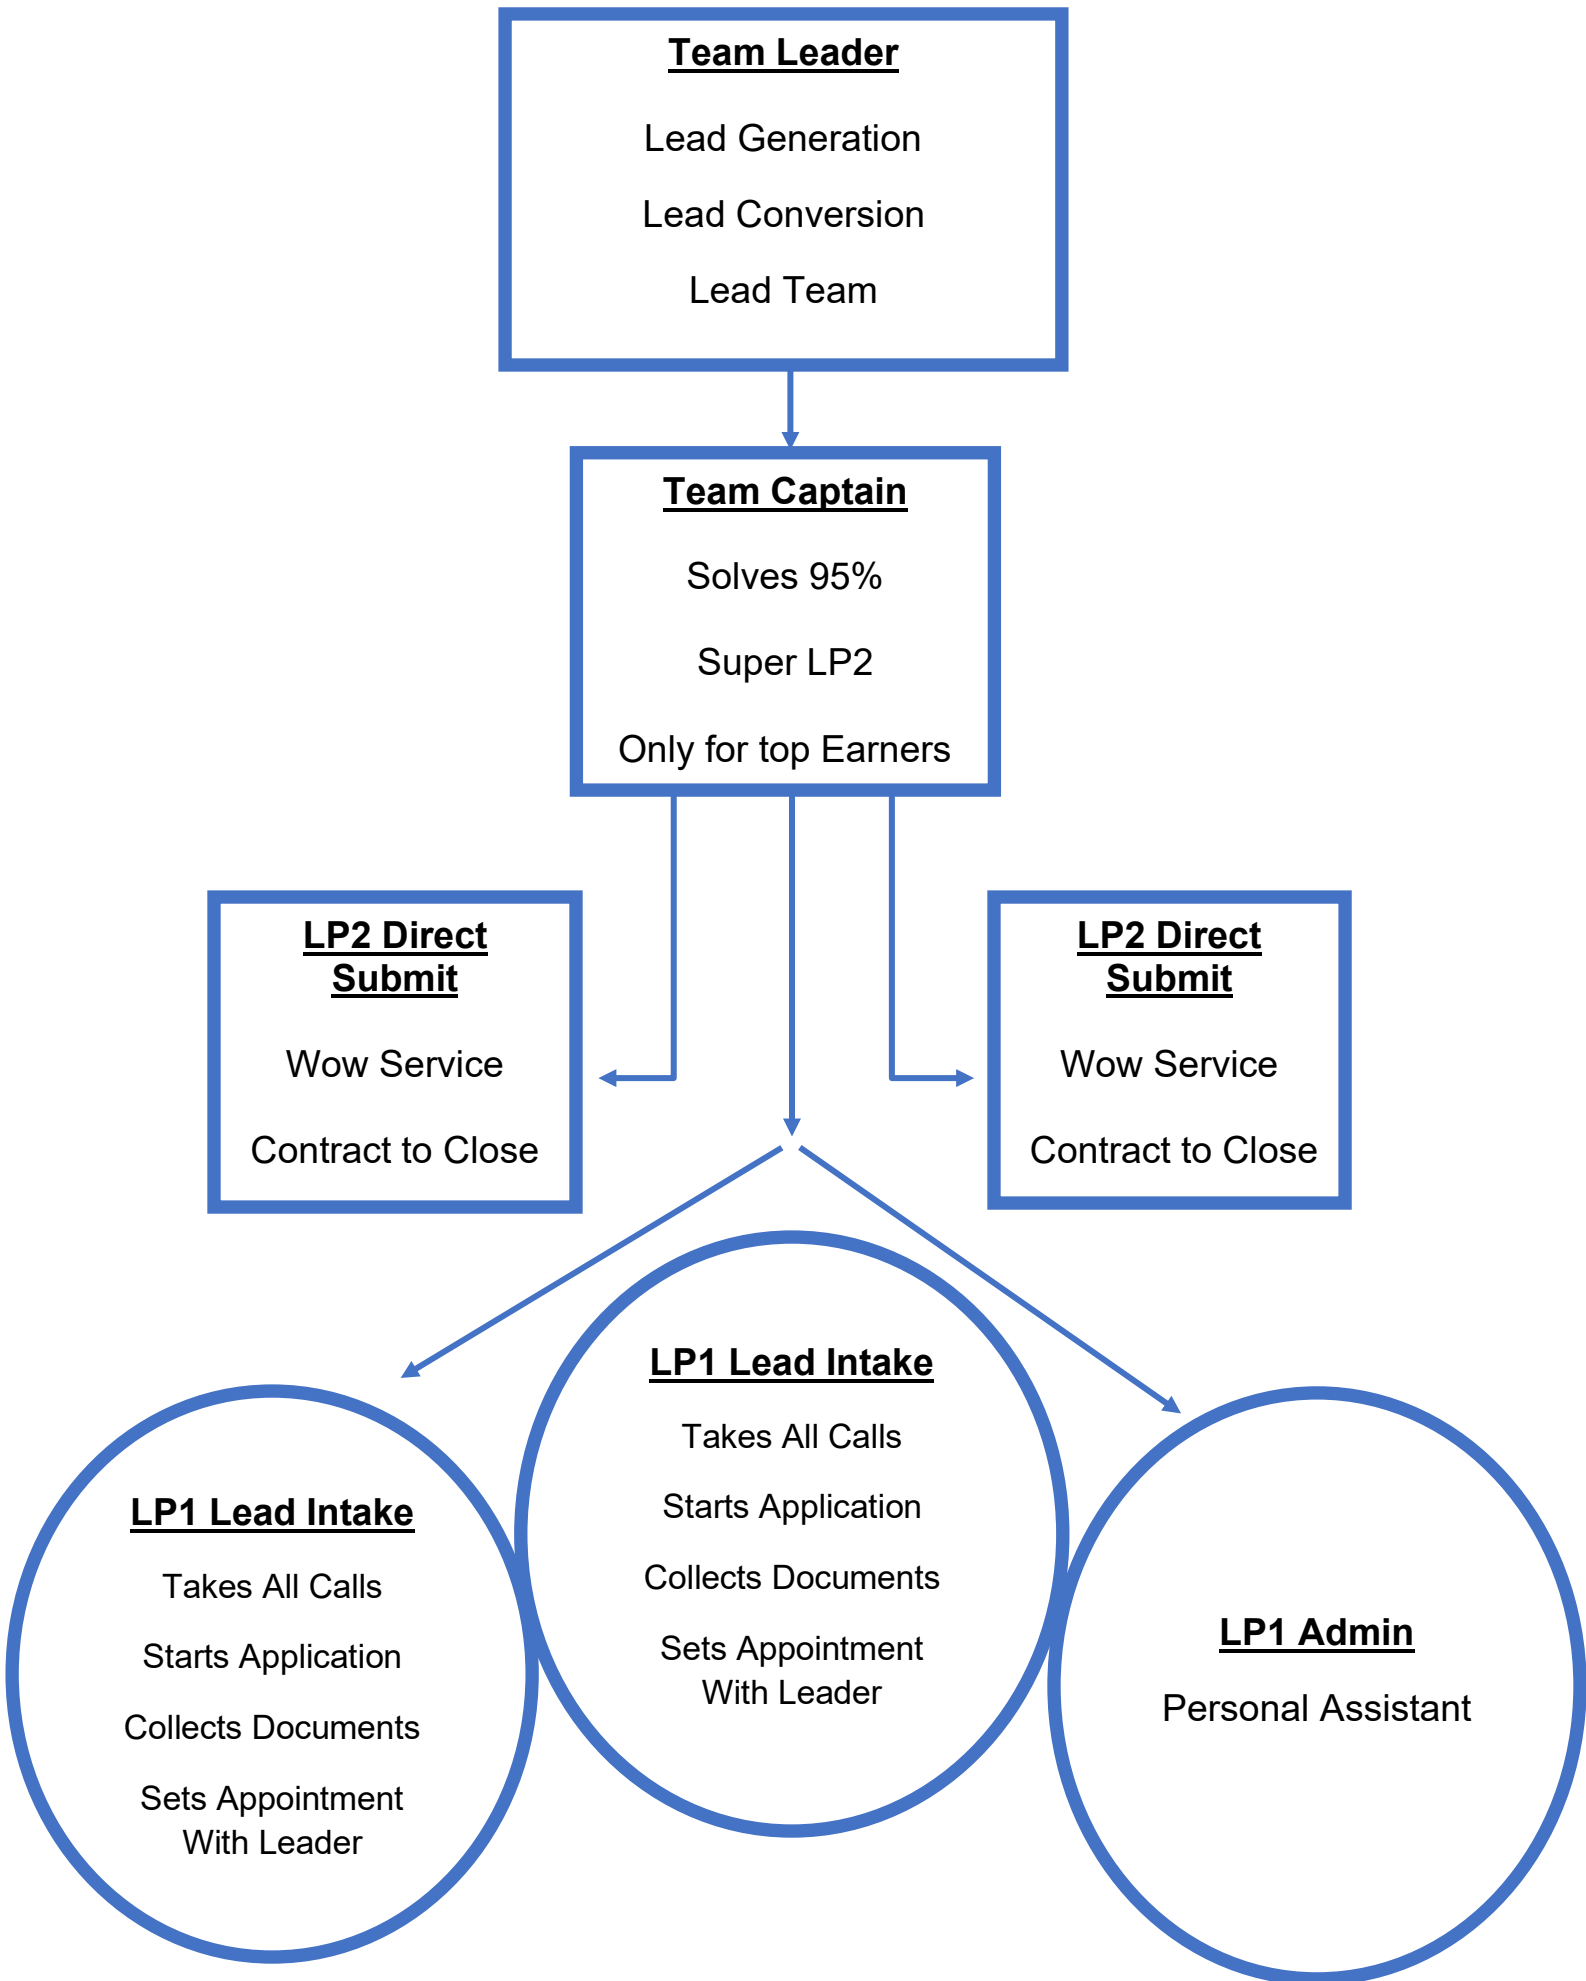 Team Leader
Lead Generation
Lead Conversion
Lead Team
Team Captain
Solves 95%
Super LP2
Only for top Earners
LP2 Direct
Submit
Wow Service
Contract to Close
LP2 Direct
Submit
Wow Service
Contract to Close
LP1 Lead Intake
Takes All Calls
Starts Application
Collects Documents
Sets Appointment
With Leader
LP1 Lead Intake
Takes All Calls
Starts Application
Collects Documents
Sets Appointment
With Leader
LP1 Admin
Personal Assistant